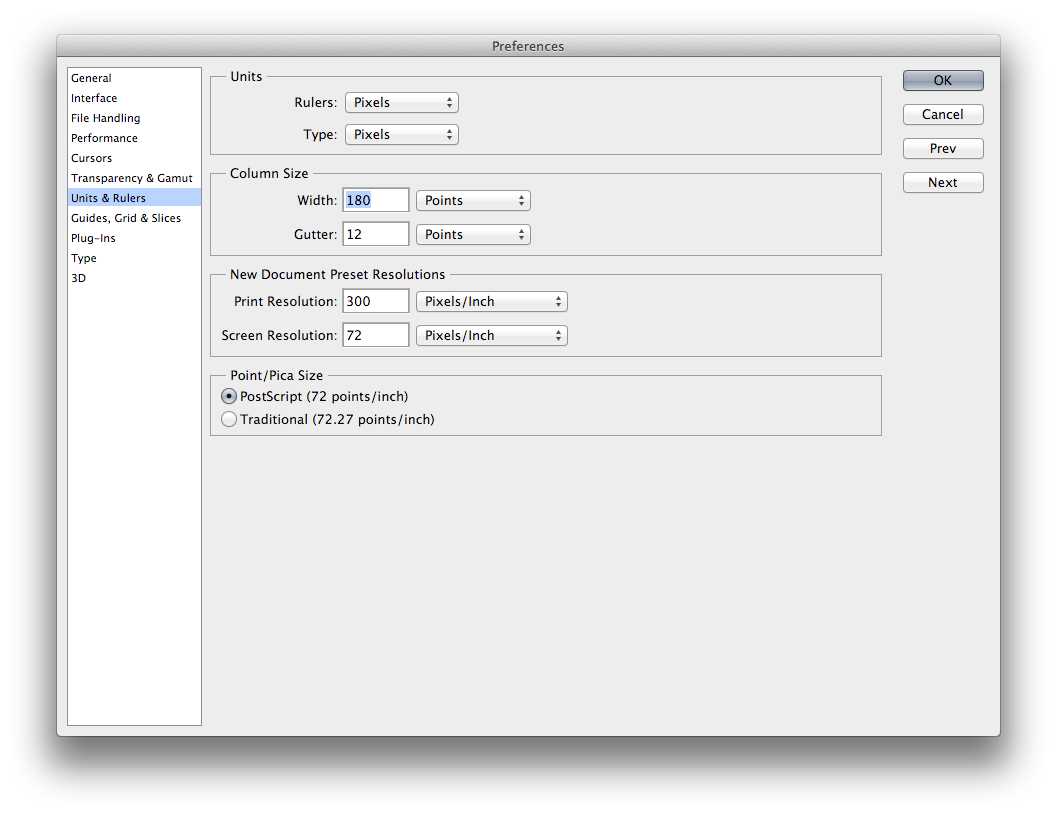 Preferences
General
Interface
File Handling
Performance
Cursors
Transparency & Gamut
Units & Rulers
Guides, Grid & Slices
Plug-Ins
Type
3D
Units
Rulers: Pixels
Type: Pixels
Column Size
Width: 180 Points
Gutter: 12 Points
New Document Preset Resolutions
Print Resolution: 300 Pixels/Inch
Screen Resolution: 72 Pixels/Inch
Point/Pica Size
PostScript (72 points/inch)
Traditional (72.27 points/inch)
OK
Cancel
Prev
Next